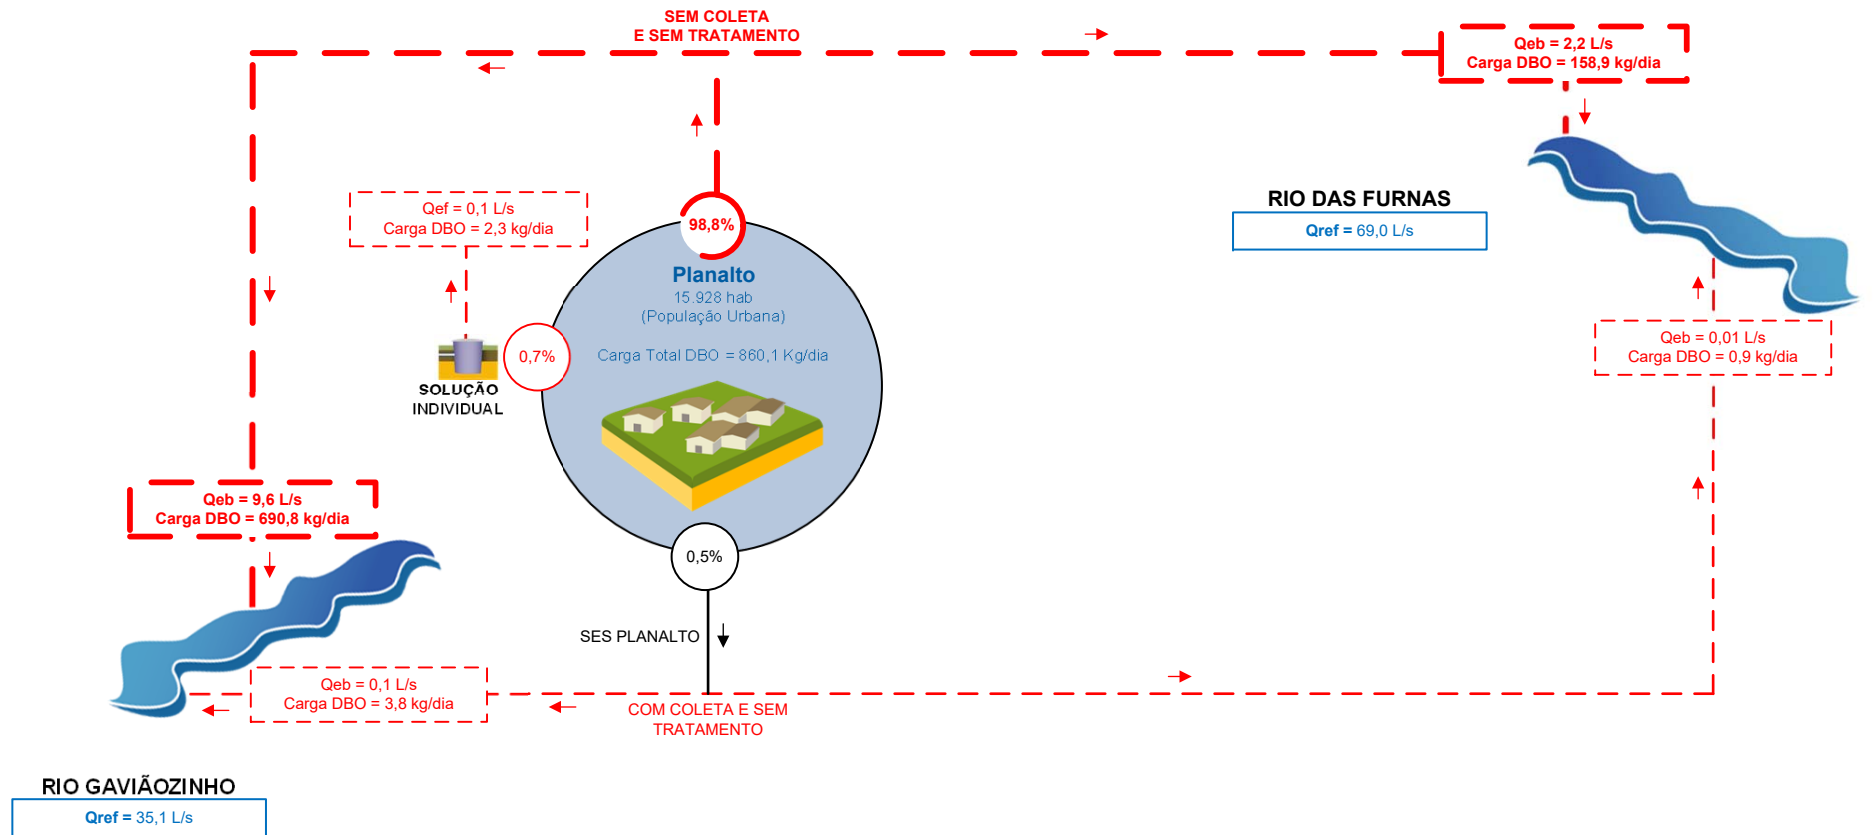 SEM COLETA
E SEM TRATAMENTO
Qeb = 2,2 L/s
Carga DBO = 158,9 kg/dia
Qef = 0,1 L/s
Carga DBO = 2,3 kg/dia
98,8%
RIO DAS FURNAS
Qref = 69,0 L/s
Planalto
15.928 hab
(População Urbana)
Carga Total DBO = 860,1 Kg/dia
0,7%
SOLUÇÃO
INDIVIDUAL
Qeb = 0,01 L/s
Carga DBO = 0,9 kg/dia
Qeb = 9,6 L/s
Carga DBO = 690,8 kg/dia
0,5%
SES PLANALTO
Qeb = 0,1 L/s
Carga DBO = 3,8 kg/dia
COM COLETA E SEM
TRATAMENTO
RIO GAVIÃOZINHO
Qref = 35,1 L/s